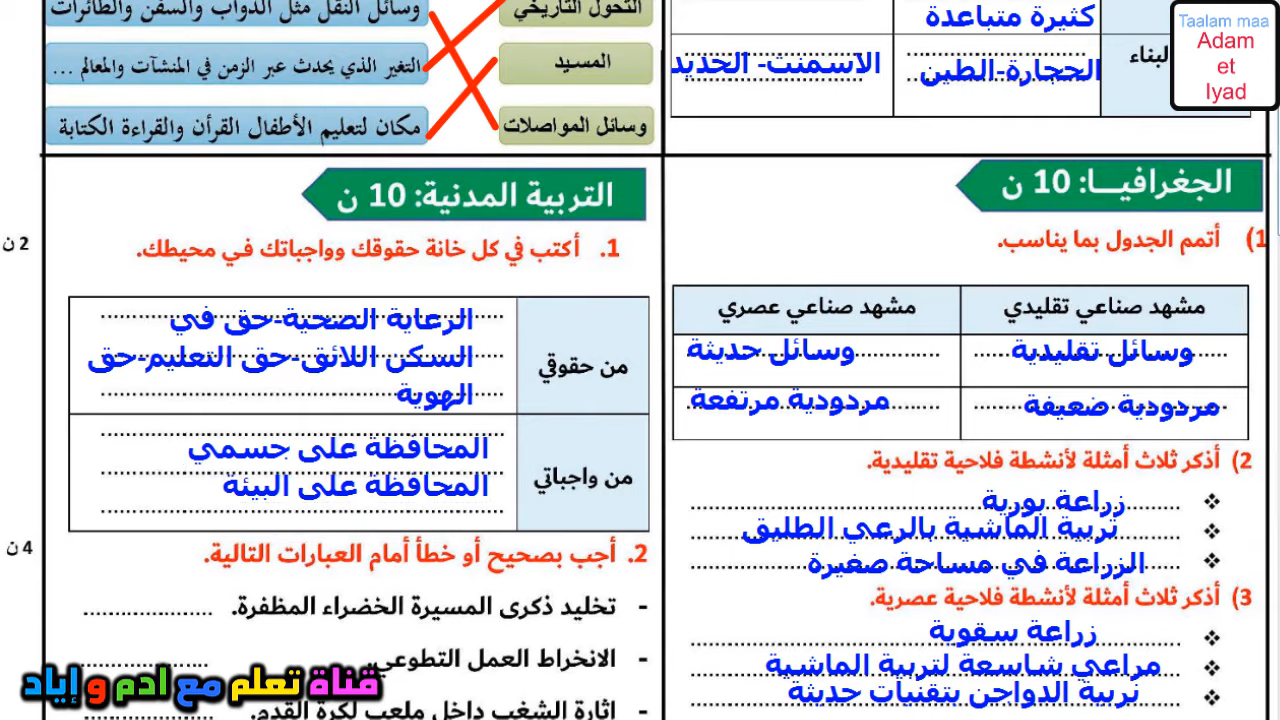 كثيرة متباعدة
البناء
الحجارة-الطين
الاسمنت- الحديد
Taalam maa
Adam
et
Iyad
التحول التاريخي
وسائل النقل مثل الدواب والسفن والطائرات
المسيد
التغير الذي يحدث عبر الزمن في المنشآت والمعالم ...
وسائل المواصلات
مكان لتعليم الأطفال القرأن والقراءة الكتابة
الجغرافيـــا: 10 ن
1) أتمم الجدول بما يناسب.
مشهد صناعي تقليدي
مشهد صناعي عصري
وسائل تقليدية
وسائل حديثة
مردودية ضعيفة
مردودية مرتفعة
2) أذكر ثلاث أمثلة لأنشطة فلاحية تقليدية.
❖ زراعة بورية
❖ تربية الماشية بالرعي الطليق
❖ الزراعة في مساحة صغيرة
3) أذكر ثلاث أمثلة لأنشطة فلاحية عصرية.
❖ زراعة سقوية
❖ مراعي شاسعة لتربية الماشية
❖ تربية الدواجن بتقنيات حديثة
التربية المدنية: 10 ن
1. أكتب في كل خانة حقوقك وواجباتك في محيطك.
2 ن
من حقوقي
الرعاية الصحية-حق في
السكن اللائق-حق التعليم-حق
الهوية
من واجباتي
المحافظة على جسمي
المحافظة على البيئة
2. أجب بصحيح أو خطأ أمام العبارات التالية.
4 ن
- تخليد ذكرى المسيرة الخضراء المظفرة. ....................
- الانخراط العمل التطوعي. ....................
- اثارة الشغب داخل ملعب لكرة القدم. ....................
قناة تعلم مع ادم و إياد